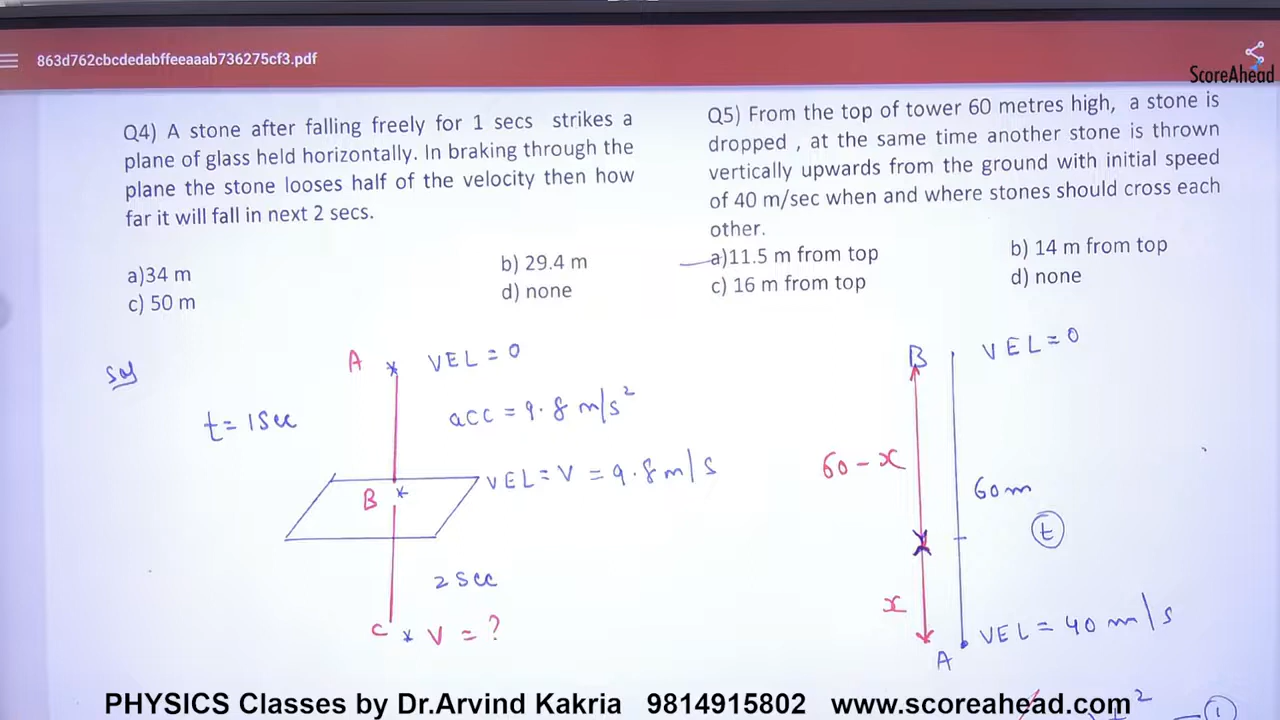 863d762cbcdedabffeeaaab736275cf3.pdf
ScoreAhead
Q4) A stone after falling freely for 1 secs strikes a
plane of glass held horizontally. In braking through the
plane the stone looses half of the velocity then how
far it will fall in next 2 secs.
a)34 m
b) 29.4 m
c) 50 m
d) none
Q5) From the top of tower 60 metres high, a stone is
dropped , at the same time another stone is thrown
vertically upwards from the ground with initial speed
of 40 m/sec when and where stones should cross each
other.
a)11.5 m from top
b) 14 m from top
c) 16 m from top
d) none
Sol
A
VEL = 0
t = 1 sec
acc = 9.8 m/s²
VEL = V = 9.8 m/s
B
2 sec
C
V = ?
B
VEL = 0
60 - x
60m
t
x
VEL = 40 m/s
A
PHYSICS Classes by Dr.Arvind Kakria 9814915802 www.scoreahead.com